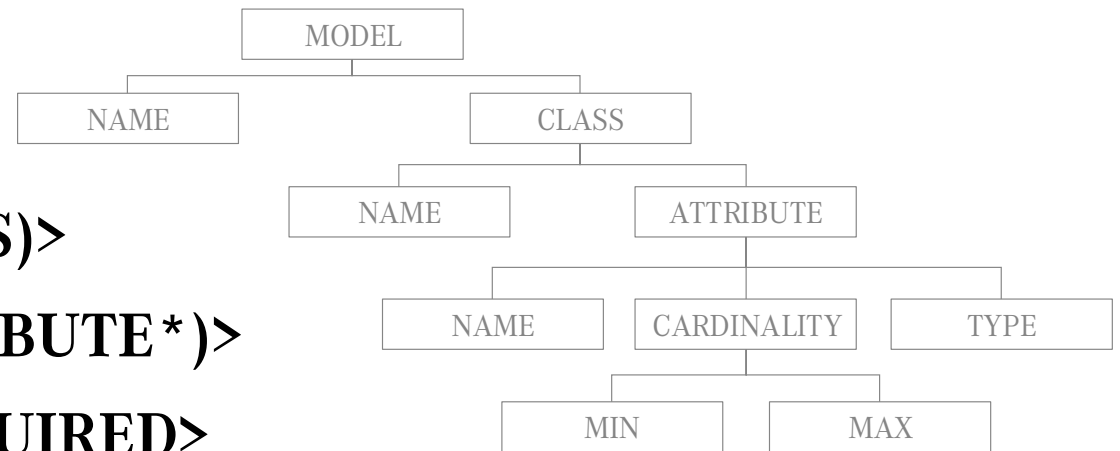 MODEL
NAME CLASS
NAME ATTRIBUTE
S)>
NAME CARDINALITY TYPE
BUTE*)>
MIN MAX
UIRED>